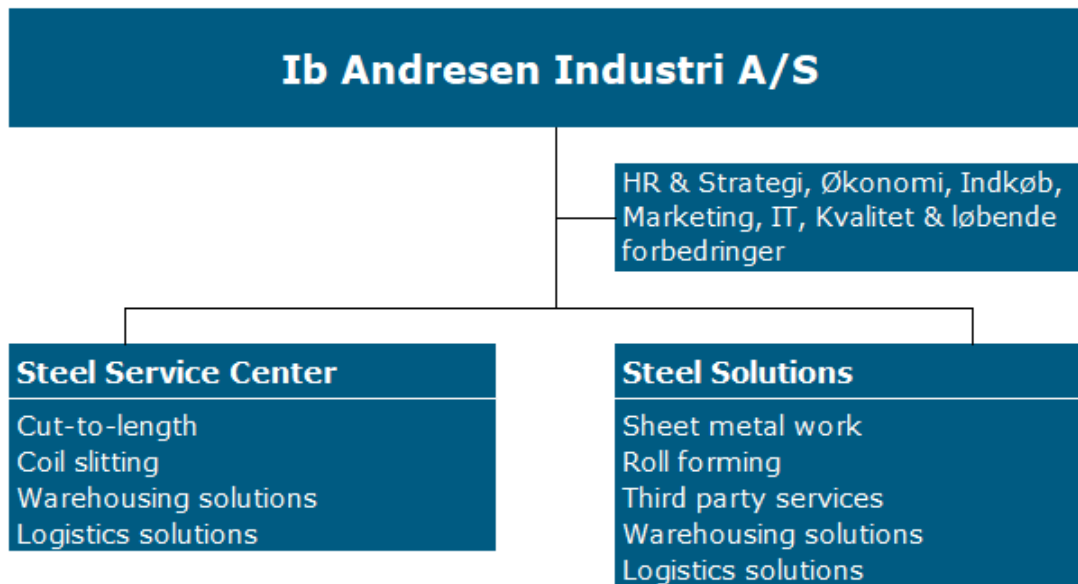 Ib Andresen Industri A/S
HR & Strategi, Økonomi, Indkøb,
Marketing, IT, Kvalitet & løbende
forbedringer
Steel Service Center
Cut-to-length
Coil slitting
Warehousing solutions
Logistics solutions
Steel Solutions
Sheet metal work
Roll forming
Third party services
Warehousing solutions
Logistics solutions